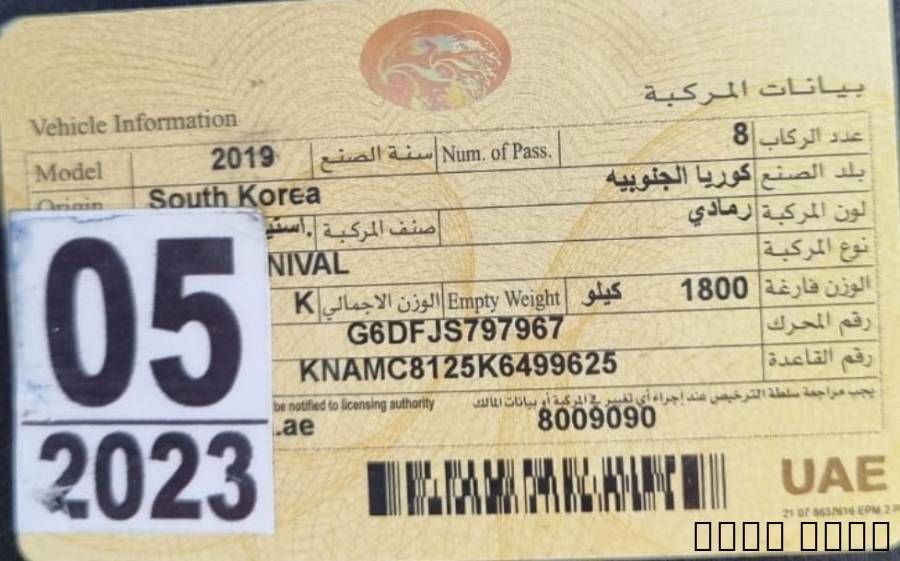 بيانات المركبة
Vehicle Information
Model 2019 سنة الصنع Num. of Pass. 8 عدد الركاب
Origin South Korea كوريا الجنوبيه بلد الصنع
صنف المركبة رمادي لون المركبة
NIVAL نوع المركبة
K الوزن الاجمالي Empty Weight كيلو 1800 الوزن فارغة
G6DFJS797967 رقم المحرك
KNAMC8125K6499625 رقم القاعدة
be notified to licensing authority يجب مراجعة سلطة الترخيص عند إجراء أي تغيير في المركبة أو بيانات المالك
.ae 8009090
05
2023
UAE